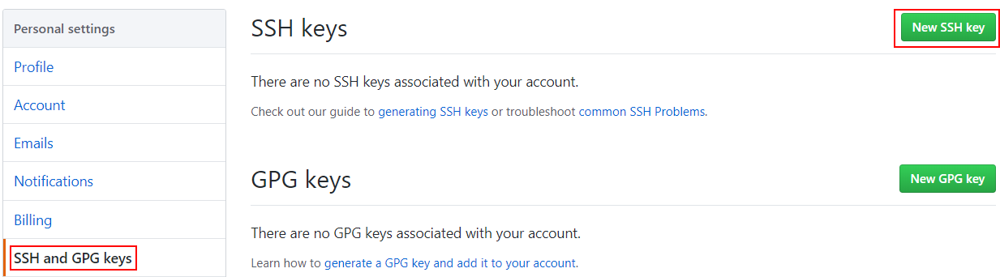 Personal settings
Profile
Account
Emails
Notifications
Billing
SSH and GPG keys
SSH keys
New SSH key
There are no SSH keys associated with your account.
Check out our guide to generating SSH keys or troubleshoot common SSH Problems.
GPG keys
New GPG key
There are no GPG keys associated with your account.
Learn how to generate a GPG key and add it to your account.